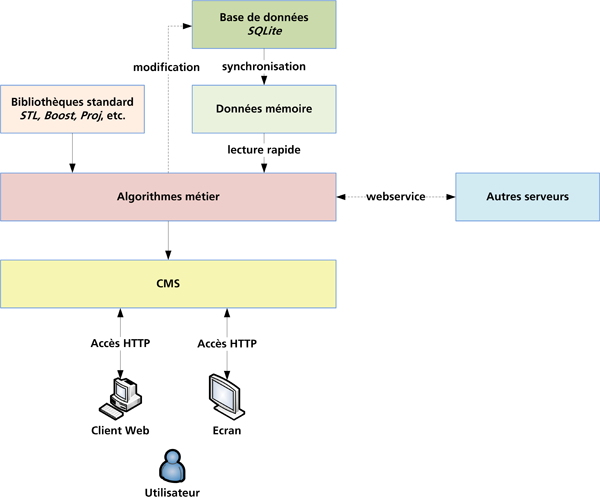 Base de données
SQLite
modification
synchronisation
Bibliothèques standard
STL, Boost, Proj, etc.
Données mémoire
lecture rapide
Algorithmes métier
webservice
Autres serveurs
CMS
Accès HTTP
Accès HTTP
Client Web
Ecran
Utilisateur